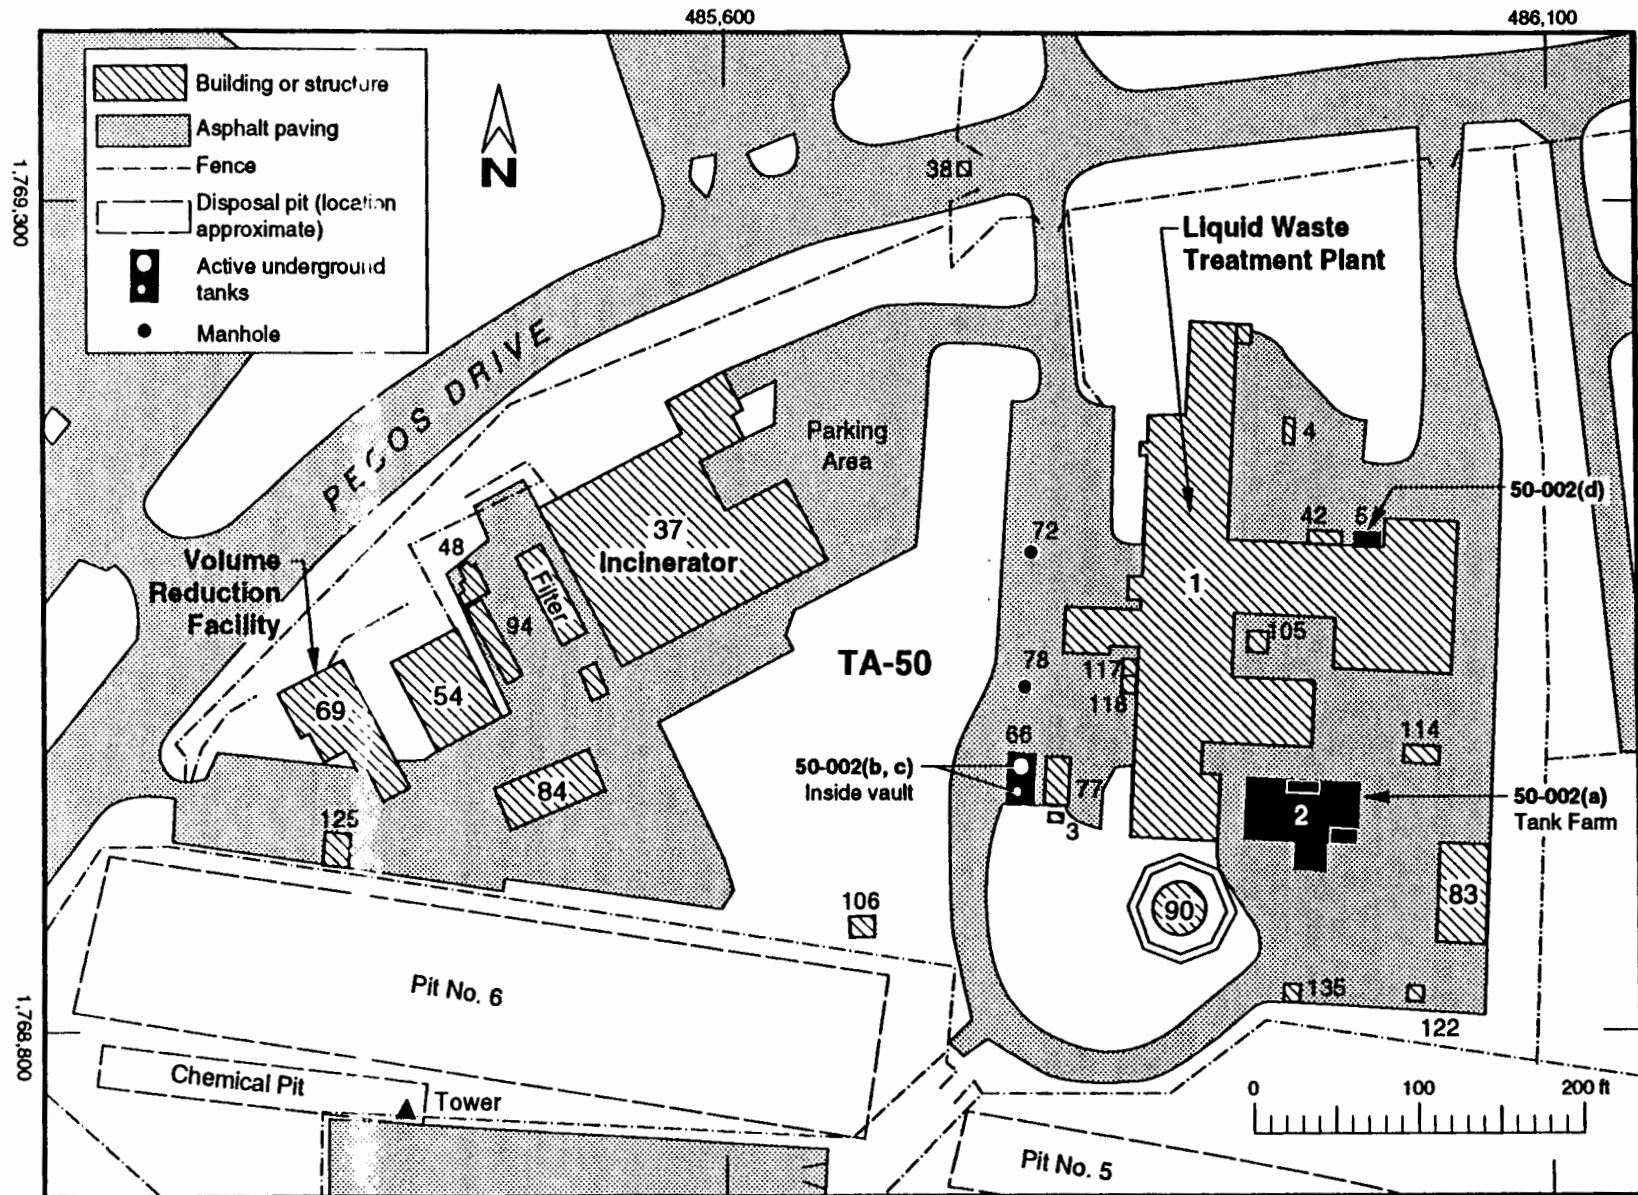 485,600
486,100
1,769,300
1,768,800
Building or structure
Asphalt paving
Fence
Disposal pit (location
approximate)
Active underground
tanks
Manhole
N
38
Liquid Waste
Treatment Plant
PECOS DRIVE
Parking
Area
4
50-002(d)
42
5
37
Incinerator
72
48
Volume
Reduction
Facility
Filter
94
1
105
TA-50
78
117
118
54
69
66
114
50-002(b, c)
Inside vault
77
3
84
50-002(a)
Tank Farm
2
125
83
106
90
Pit No. 6
135
122
Chemical Pit
Tower
0 100 200 ft
Pit No. 5